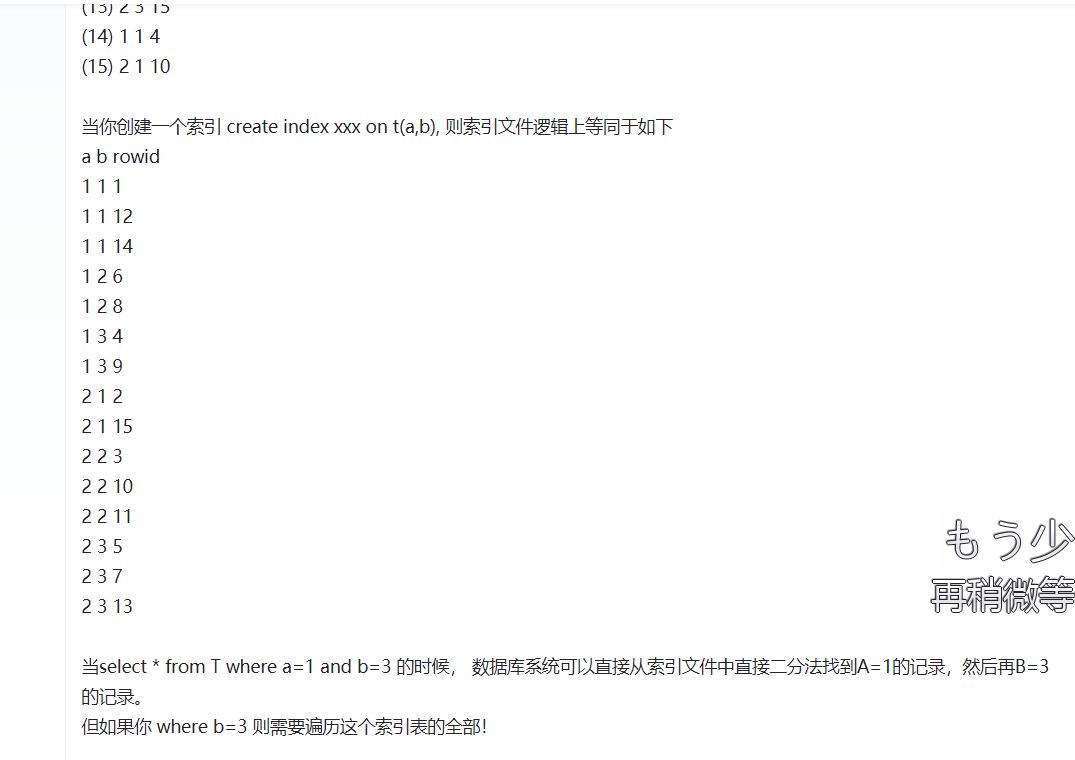 (13) 2 3 15
(14) 1 1 4
(15) 2 1 10
当你创建一个索引 create index xxx on t(a,b), 则索引文件逻辑上等同于如下
a b rowid
1 1 1
1 1 12
1 1 14
1 2 6
1 2 8
1 3 4
1 3 9
2 1 2
2 1 15
2 2 3
2 2 10
2 2 11
2 3 5
2 3 7
2 3 13
もう少
再稍微等
当select * from T where a=1 and b=3 的时候， 数据库系统可以直接从索引文件中直接二分法找到A=1的记录，然后再B=3
的记录。
但如果你 where b=3 则需要遍历这个索引表的全部！